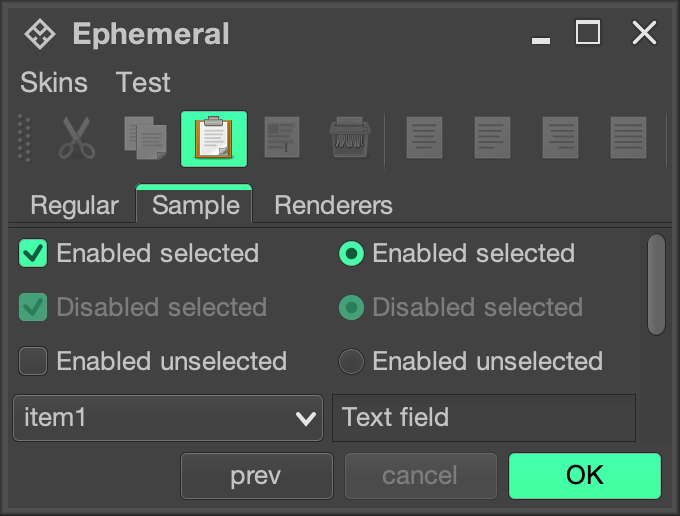 Ephemeral
Skins Test
Regular Sample Renderers
Enabled selected Enabled selected
Disabled selected Disabled selected
Enabled unselected Enabled unselected
item1 Text field
prev cancel OK